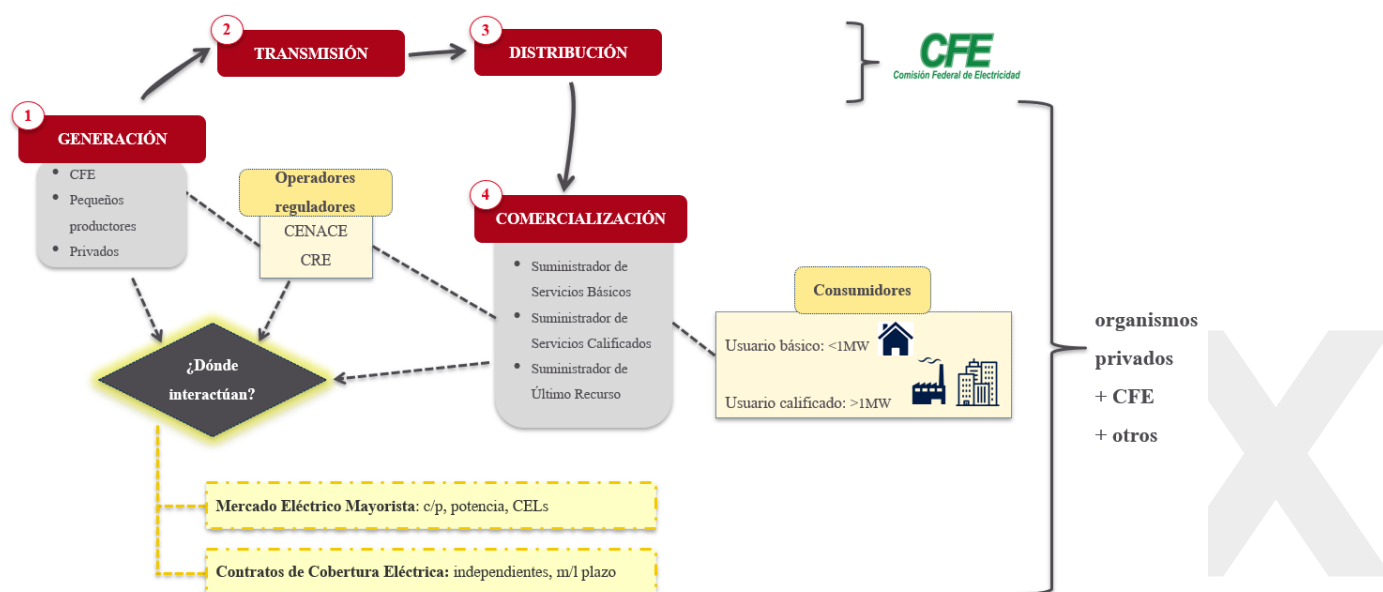 2
TRANSMISIÓN
3
DISTRIBUCIÓN
CFE
Comisión Federal de Electricidad
1
GENERACIÓN
• CFE
• Pequeños
productores
• Privados
Operadores
reguladores
CENACE
CRE
4
COMERCIALIZACIÓN
• Suministrador de
Servicios Básicos
• Suministrador de
Servicios Calificados
• Suministrador de
Último Recurso
Consumidores
Usuario básico: <1MW
Usuario calificado: >1MW
organismos
privados
+ CFE
+ otros
¿Dónde
interactúan?
Mercado Eléctrico Mayorista: c/p, potencia, CELs
Contratos de Cobertura Eléctrica: independientes, m/l plazo
X